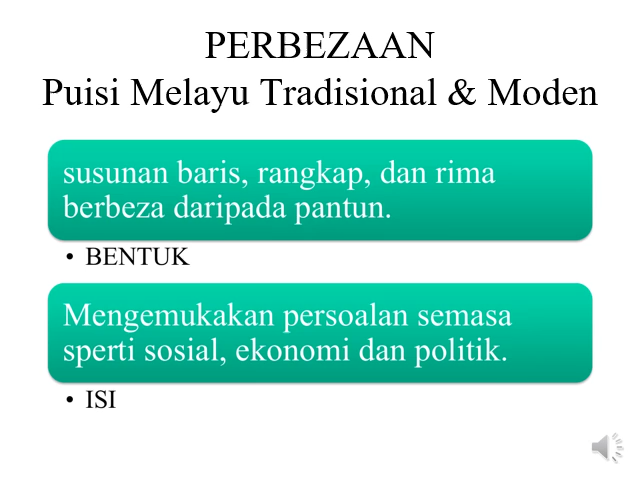 PERBEZAAN
Puisi Melayu Tradisional & Moden
susunan baris, rangkap, dan rima
berbeza daripada pantun.
• BENTUK
Mengemukakan persoalan semasa
sperti sosial, ekonomi dan politik.
• ISI